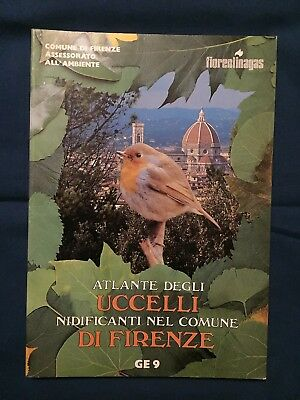 COMUNE DI FIRENZE
ASSESSORATO
ALL'AMBIENTE
fiorentinagas
ATLANTE DEGLI
UCCELLI
NIDIFICANTI NEL COMUNE
DI FIRENZE
GE 9